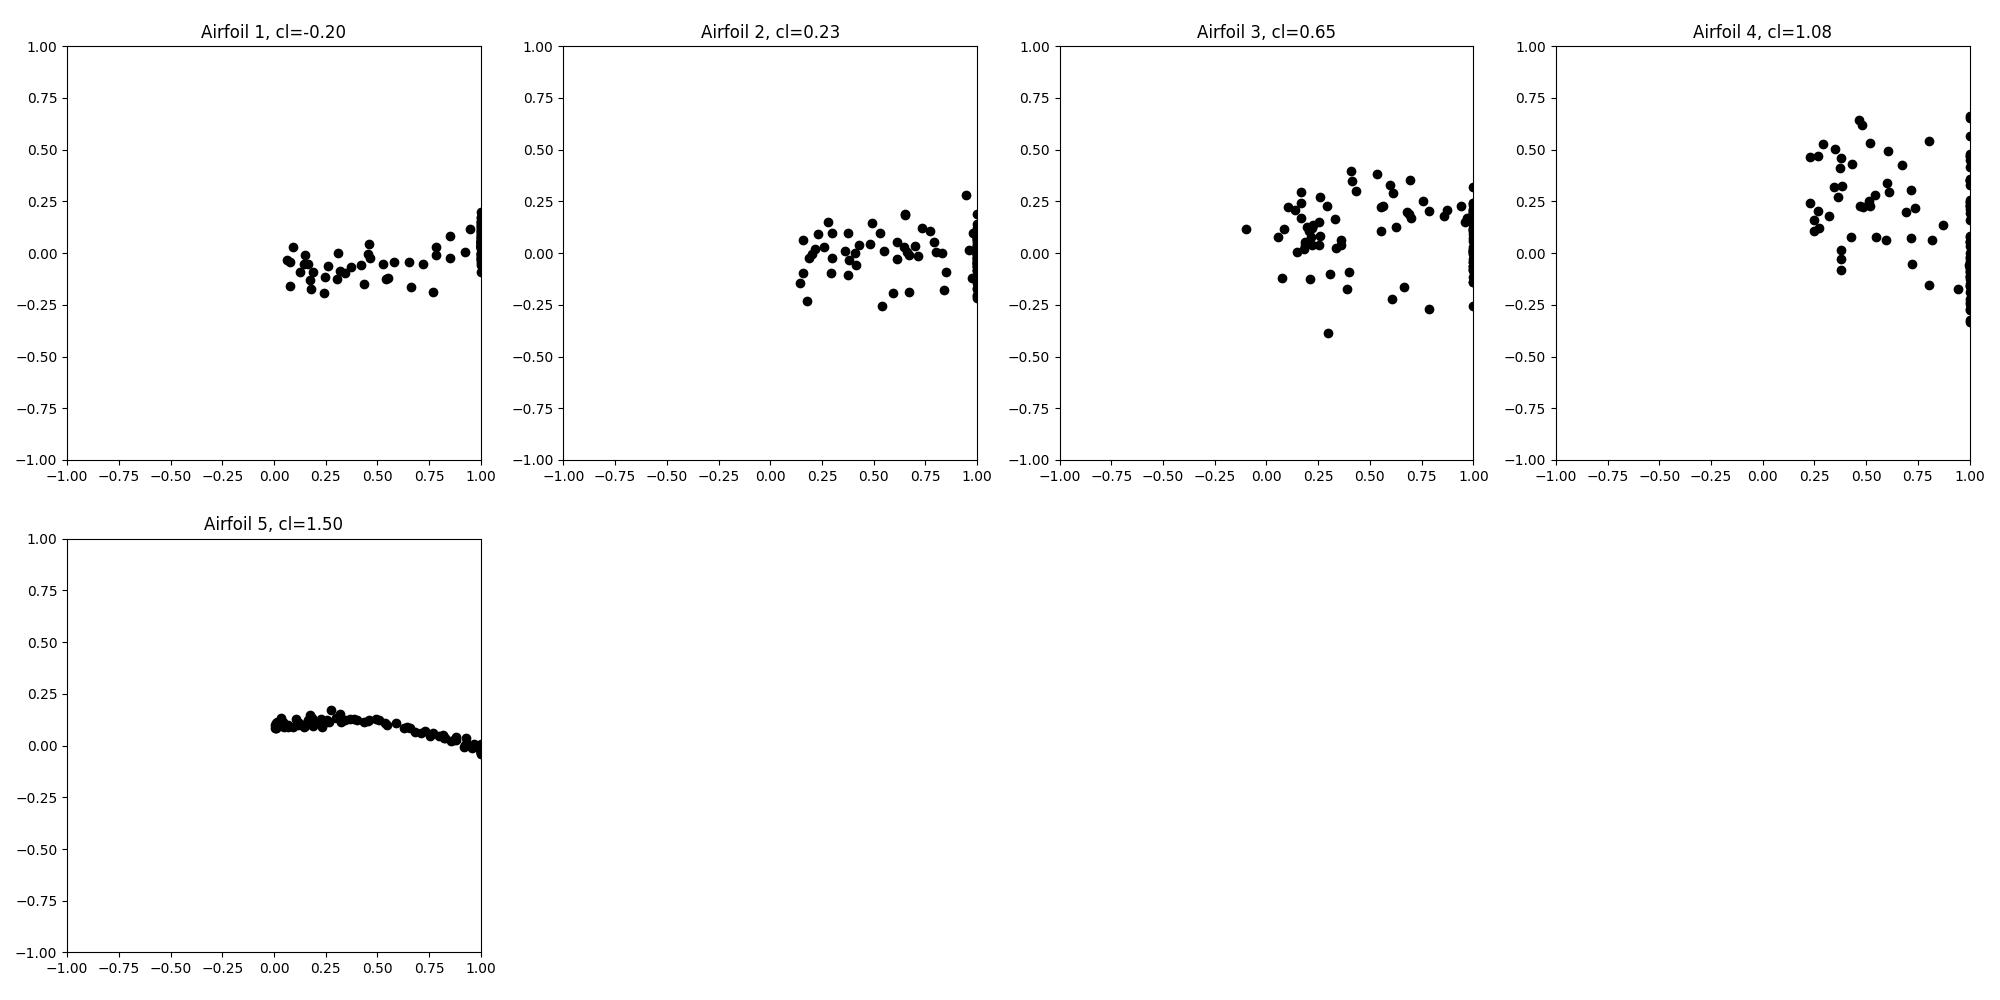 Airfoil 1, cl=-0.20
Airfoil 2, cl=0.23
Airfoil 3, cl=0.65
Airfoil 4, cl=1.08
1.00 1.00 1.00 1.00
0.75 0.75 0.75 0.75
0.50 0.50 0.50 0.50
0.25 0.25 0.25 0.25
0.00 0.00 0.00 0.00
−0.25 −0.25 −0.25 −0.25
−0.50 −0.50 −0.50 −0.50
−0.75 −0.75 −0.75 −0.75
−1.00 −1.00 −1.00 −1.00
−1.00 −0.75 −0.50 −0.25 0.00 0.25 0.50 0.75 1.00
−1.00 −0.75 −0.50 −0.25 0.00 0.25 0.50 0.75 1.00
−1.00 −0.75 −0.50 −0.25 0.00 0.25 0.50 0.75 1.00
−1.00 −0.75 −0.50 −0.25 0.00 0.25 0.50 0.75 1.00
Airfoil 5, cl=1.50
1.00
0.75
0.50
0.25
0.00
−0.25
−0.50
−0.75
−1.00
−1.00 −0.75 −0.50 −0.25 0.00 0.25 0.50 0.75 1.00